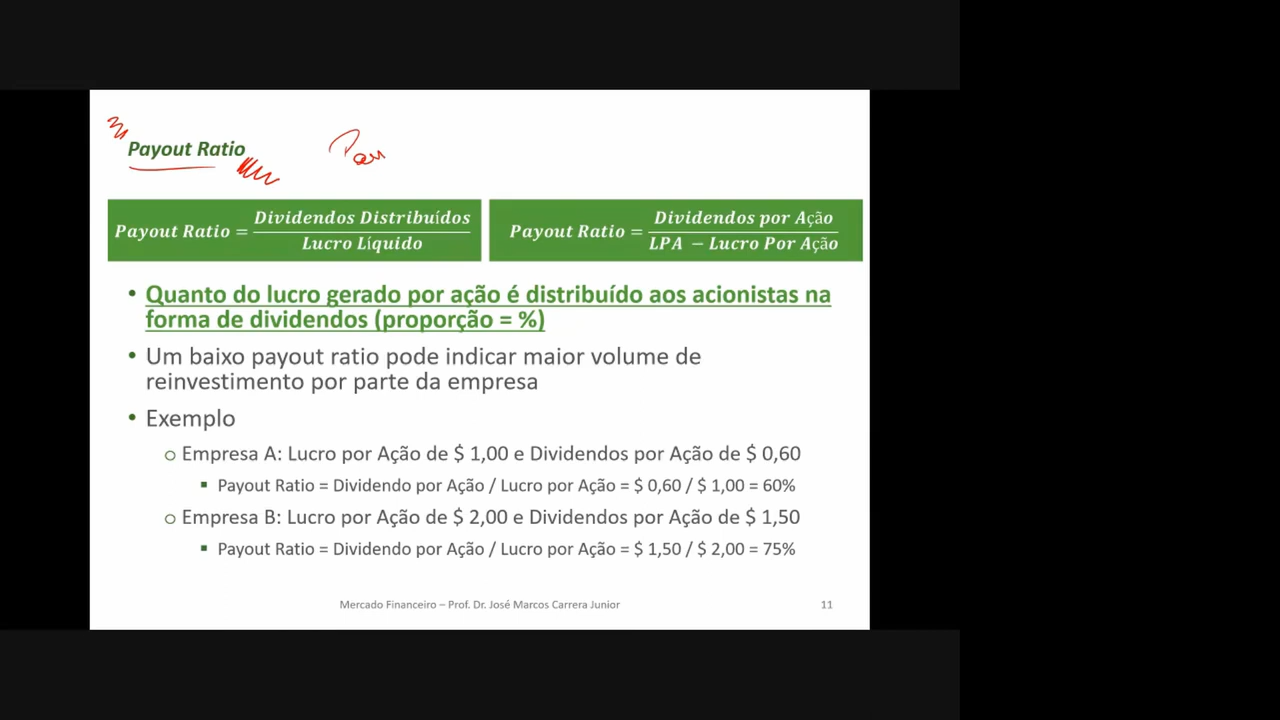 Payout Ratio
Payout Ratio = Dividendos Distribuídos / Lucro Líquido
Payout Ratio = Dividendos por Ação / LPA - Lucro Por Ação
• Quanto do lucro gerado por ação é distribuído aos acionistas na
forma de dividendos (proporção = %)
• Um baixo payout ratio pode indicar maior volume de
reinvestimento por parte da empresa
• Exemplo
o Empresa A: Lucro por Ação de $ 1,00 e Dividendos por Ação de $ 0,60
▪ Payout Ratio = Dividendo por Ação / Lucro por Ação = $ 0,60 / $ 1,00 = 60%
o Empresa B: Lucro por Ação de $ 2,00 e Dividendos por Ação de $ 1,50
▪ Payout Ratio = Dividendo por Ação / Lucro por Ação = $ 1,50 / $ 2,00 = 75%
Mercado Financeiro – Prof. Dr. José Marcos Carrera Junior
11